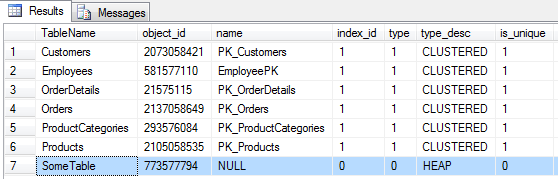 Results Messages
TableName object_id name index_id type type_desc is_unique
1 Customers 2073058421 PK_Customers 1 1 CLUSTERED 1
2 Employees 581577110 EmployeePK 1 1 CLUSTERED 1
3 OrderDetails 21575115 PK_OrderDetails 1 1 CLUSTERED 1
4 Orders 2137058649 PK_Orders 1 1 CLUSTERED 1
5 ProductCategories 293576084 PK_ProductCategories 1 1 CLUSTERED 1
6 Products 2105058535 PK_Products 1 1 CLUSTERED 1
7 SomeTable 773577794 NULL 0 0 HEAP 0